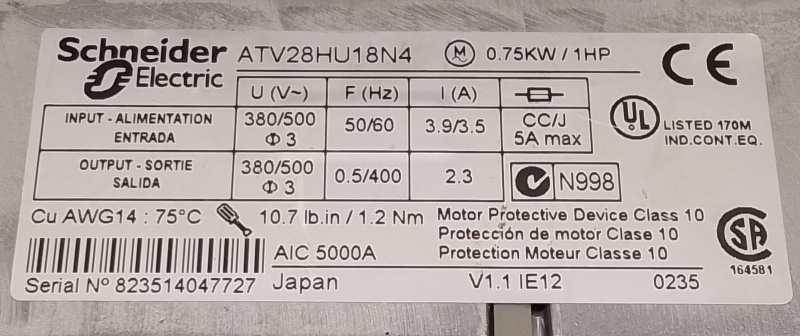 Schneider Electric ATV28HU18N4 M 0.75KW / 1HP CE
U (V~) F (Hz) I (A)
INPUT - ALIMENTATION ENTRADA 380/500 Φ 3 50/60 3.9/3.5 CC/J 5A max
UL LISTED 170M IND.CONT.EQ.
OUTPUT - SORTIE SALIDA 380/500 Φ 3 0.5/400 2.3 N998
Cu AWG14 : 75°C 10.7 lb.in / 1.2 Nm Motor Protective Device Class 10
Protección de motor Clase 10
AIC 5000A Protection Moteur Classe 10
SA 164581
Serial Nº 823514047727 Japan V1.1 IE12 0235